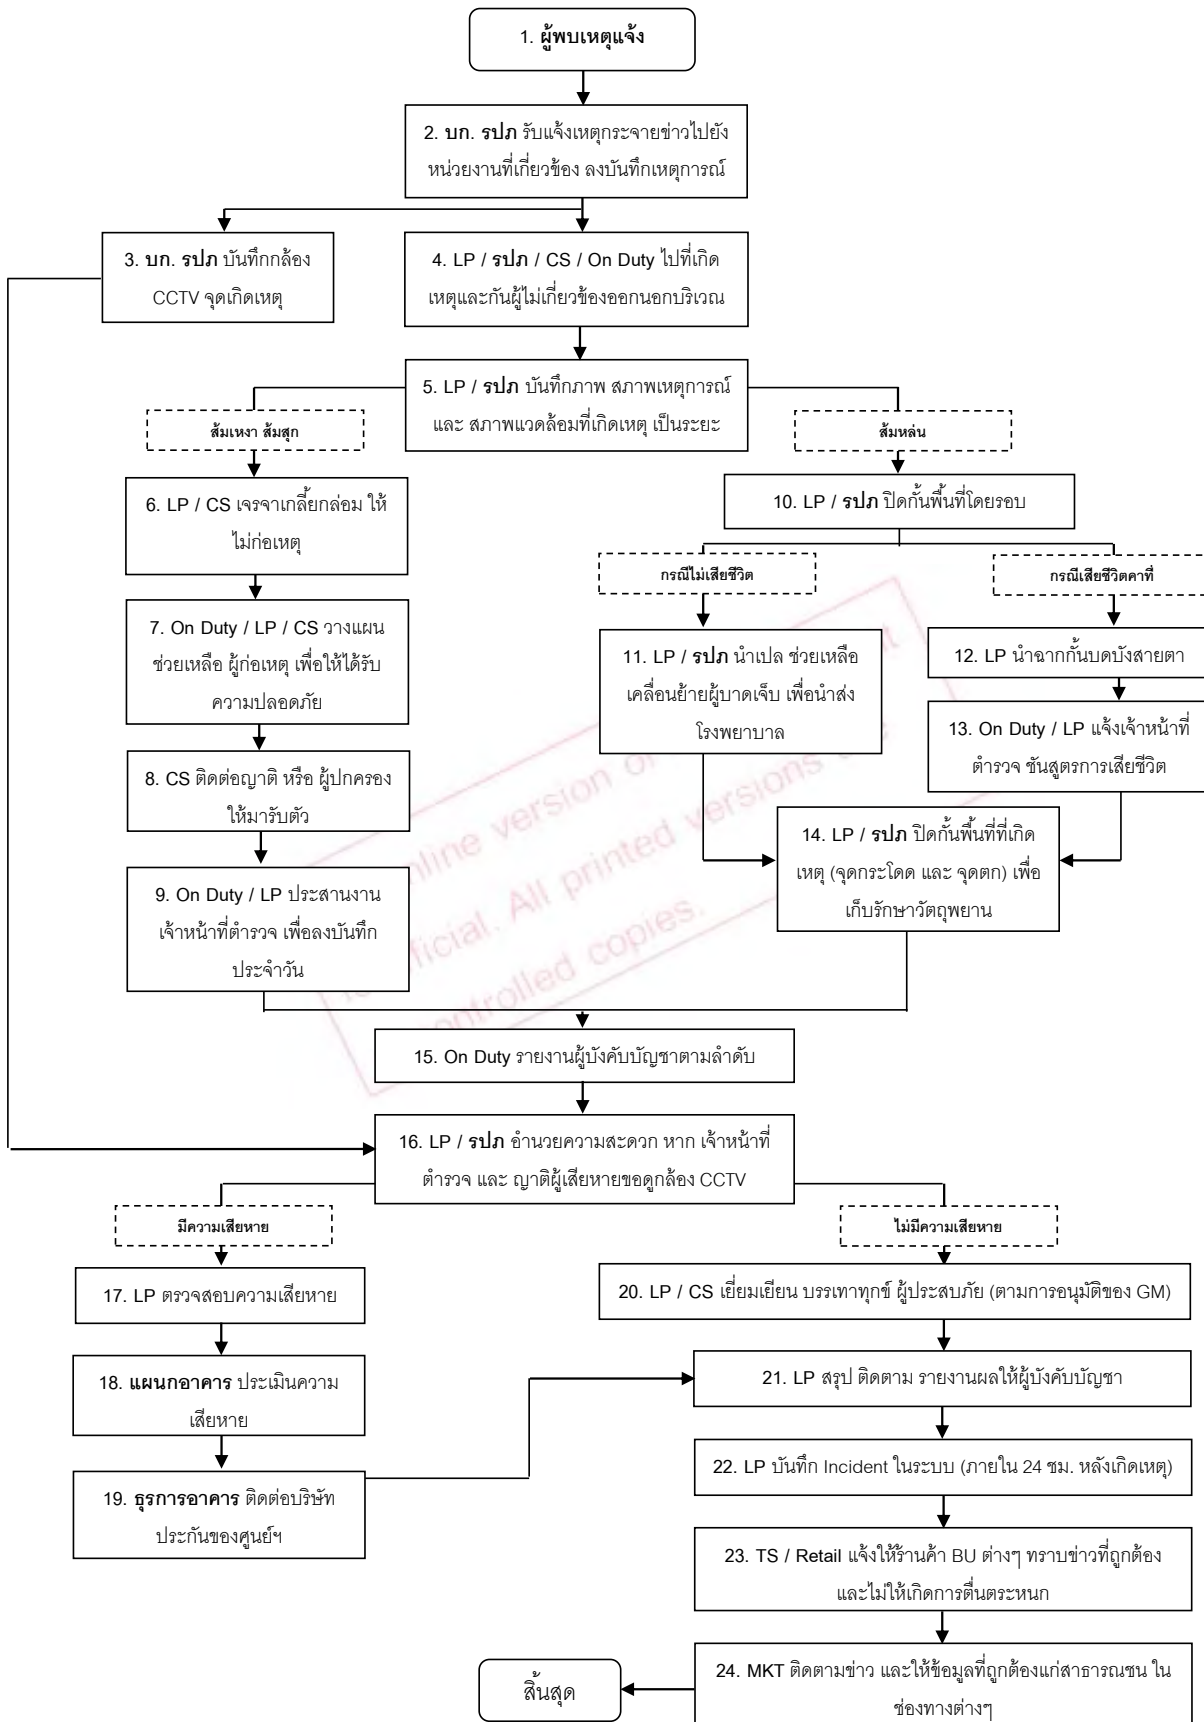 1. ผู้พบเหตุแจ้ง
2. บก. รปภ รับแจ้งเหตุกระจายข่าวไปยัง
หน่วยงานที่เกี่ยวข้อง ลงบันทึกเหตุการณ์
3. บก. รปภ บันทึกกล้อง
CCTV จุดเกิดเหตุ
4. LP / รปภ / CS / On Duty ไปที่เกิด
เหตุและกันผู้ไม่เกี่ยวข้องออกนอกบริเวณ
5. LP / รปภ บันทึกภาพ สภาพเหตุการณ์
และ สภาพแวดล้อมที่เกิดเหตุ เป็นระยะ
ส้มเหงา ส้มสุก
ส้มหล่น
6. LP / CS เจรจาเกลี้ยกล่อม ให้
ไม่ก่อเหตุ
10. LP / รปภ ปิดกั้นพื้นที่โดยรอบ
กรณีไม่เสียชีวิต
กรณีเสียชีวิตคาที่
7. On Duty / LP / CS วางแผน
ช่วยเหลือ ผู้ก่อเหตุ เพื่อให้ได้รับ
ความปลอดภัย
11. LP / รปภ นำเปล ช่วยเหลือ
เคลื่อนย้ายผู้บาดเจ็บ เพื่อนำส่ง
โรงพยาบาล
12. LP นำฉากกั้นบดบังสายตา
13. On Duty / LP แจ้งเจ้าหน้าที่
ตำรวจ ชันสูตรการเสียชีวิต
8. CS ติดต่อญาติ หรือ ผู้ปกครอง
ให้มารับตัว
14. LP / รปภ ปิดกั้นพื้นที่ที่เกิด
เหตุ (จุดกระโดด และ จุดตก) เพื่อ
เก็บรักษาวัตถุพยาน
9. On Duty / LP ประสานงาน
เจ้าหน้าที่ตำรวจ เพื่อลงบันทึก
ประจำวัน
nline version of
ficial. All printed versions
ntrolled copies.
15. On Duty รายงานผู้บังคับบัญชาตามลำดับ
16. LP / รปภ อำนวยความสะดวก หาก เจ้าหน้าที่
ตำรวจ และ ญาติผู้เสียหายขอดูกล้อง CCTV
มีความเสียหาย
ไม่มีความเสียหาย
17. LP ตรวจสอบความเสียหาย
20. LP / CS เยี่ยมเยียน บรรเทาทุกข์ ผู้ประสบภัย (ตามการอนุมัติของ GM)
18. แผนกอาคาร ประเมินความ
เสียหาย
21. LP สรุป ติดตาม รายงานผลให้ผู้บังคับบัญชา
22. LP บันทึก Incident ในระบบ (ภายใน 24 ชม. หลังเกิดเหตุ)
19. ธุรการอาคาร ติดต่อบริษัท
ประกันของศูนย์ฯ
23. TS / Retail แจ้งให้ร้านค้า BU ต่างๆ ทราบข่าวที่ถูกต้อง
และไม่ให้เกิดการตื่นตระหนก
24. MKT ติดตามข่าว และให้ข้อมูลที่ถูกต้องแก่สาธารณชน ใน
ช่องทางต่างๆ
สิ้นสุด